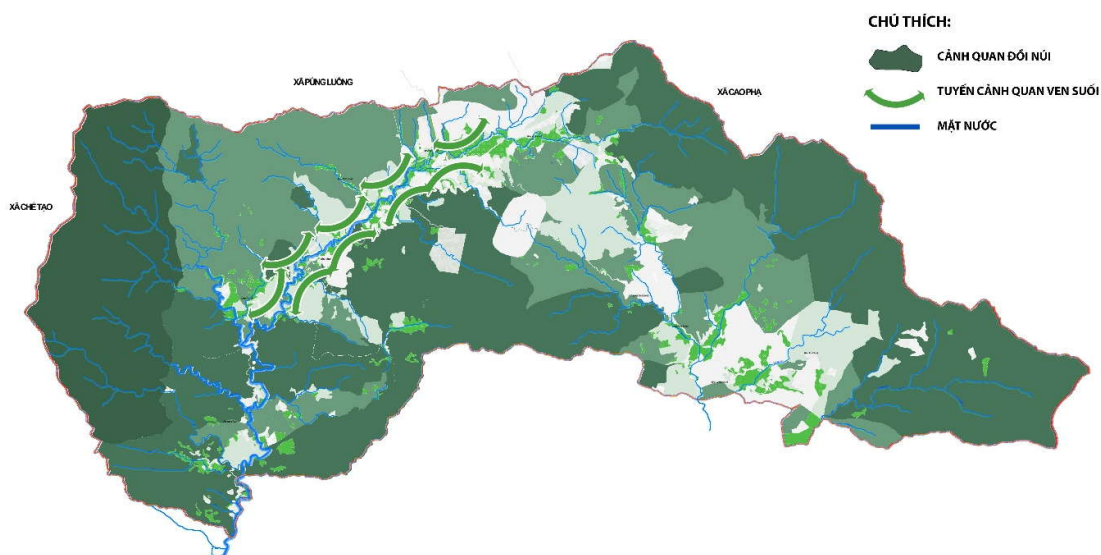 CHÚ THÍCH:
CẢNH QUAN ĐỒI NÚI
TUYẾN CẢNH QUAN VEN SUỐI
MẶT NƯỚC
XÃ PÚNG LUÔNG
XÃ CAO PHẠ
XÃ CHẾ TẠO